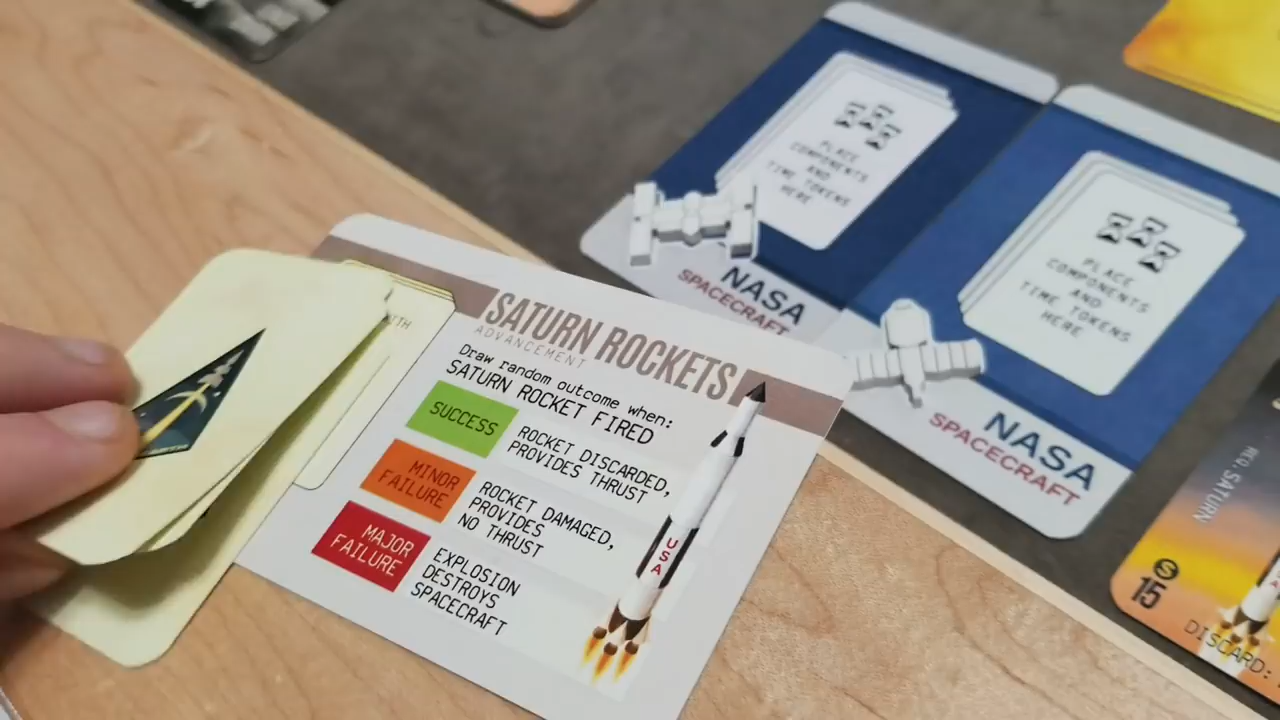 SATURN ROCKETS
ADVANCEMENT
Draw random outcome when:
SATURN ROCKET FIRED
SUCCESS
ROCKET DISCARDED,
PROVIDES THRUST
MINOR
FAILURE
ROCKET DAMAGED,
PROVIDES
NO THRUST
MAJOR
FAILURE
EXPLOSION
DESTROYS
SPACECRAFT
USA
PLACE
COMPONENTS
AND
TIME TOKENS
HERE
NASA
SPACECRAFT
PLACE
COMPONENTS
AND
TIME TOKENS
HERE
NASA
SPACECRAFT
REQ. SATURN
S
15
DISCARD: